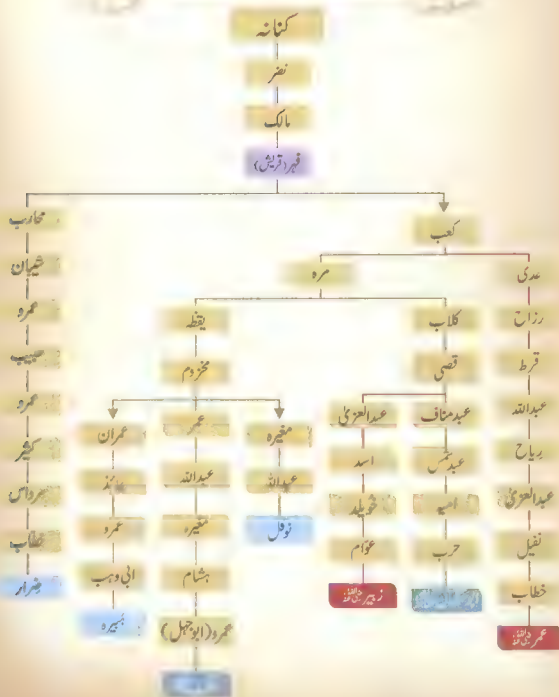 کنانہ
نضر
مالک
فہر (قریش)
محارب
کعب
شیبان
مرہ
عدی
عمرو
یقظہ
کلاب
رزاح
حبیب
مخزوم
قصی
قرط
عمرو
عمران
عمر
مغیرہ
عبدالعزیٰ
عبدمناف
عبداللہ
کثیر
عائذ
عبداللہ
عبداللہ
اسد
عبدشمس
ریاح
مرداس
عمرو
مغیرہ
نوفل
خویلد
امیہ
عبدالعزیٰ
خطاب
ابی وہب
ہشام
عوام
حرب
نفیل
ضرار
ہبیرہ
عمرو (ابوجہل)
زبیر
خطاب
عمر